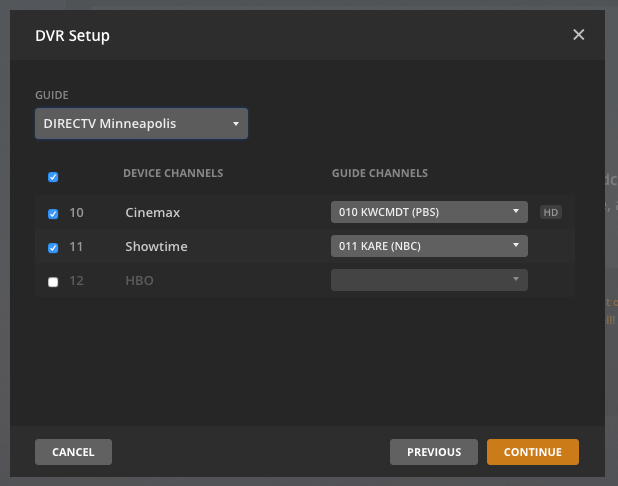 DVR Setup
GUIDE
DIRECTV Minneapolis
DEVICE CHANNELS GUIDE CHANNELS
10 Cinemax 010 KWCMDT (PBS) HD
11 Showtime 011 KARE (NBC)
12 HBO
CANCEL PREVIOUS CONTINUE